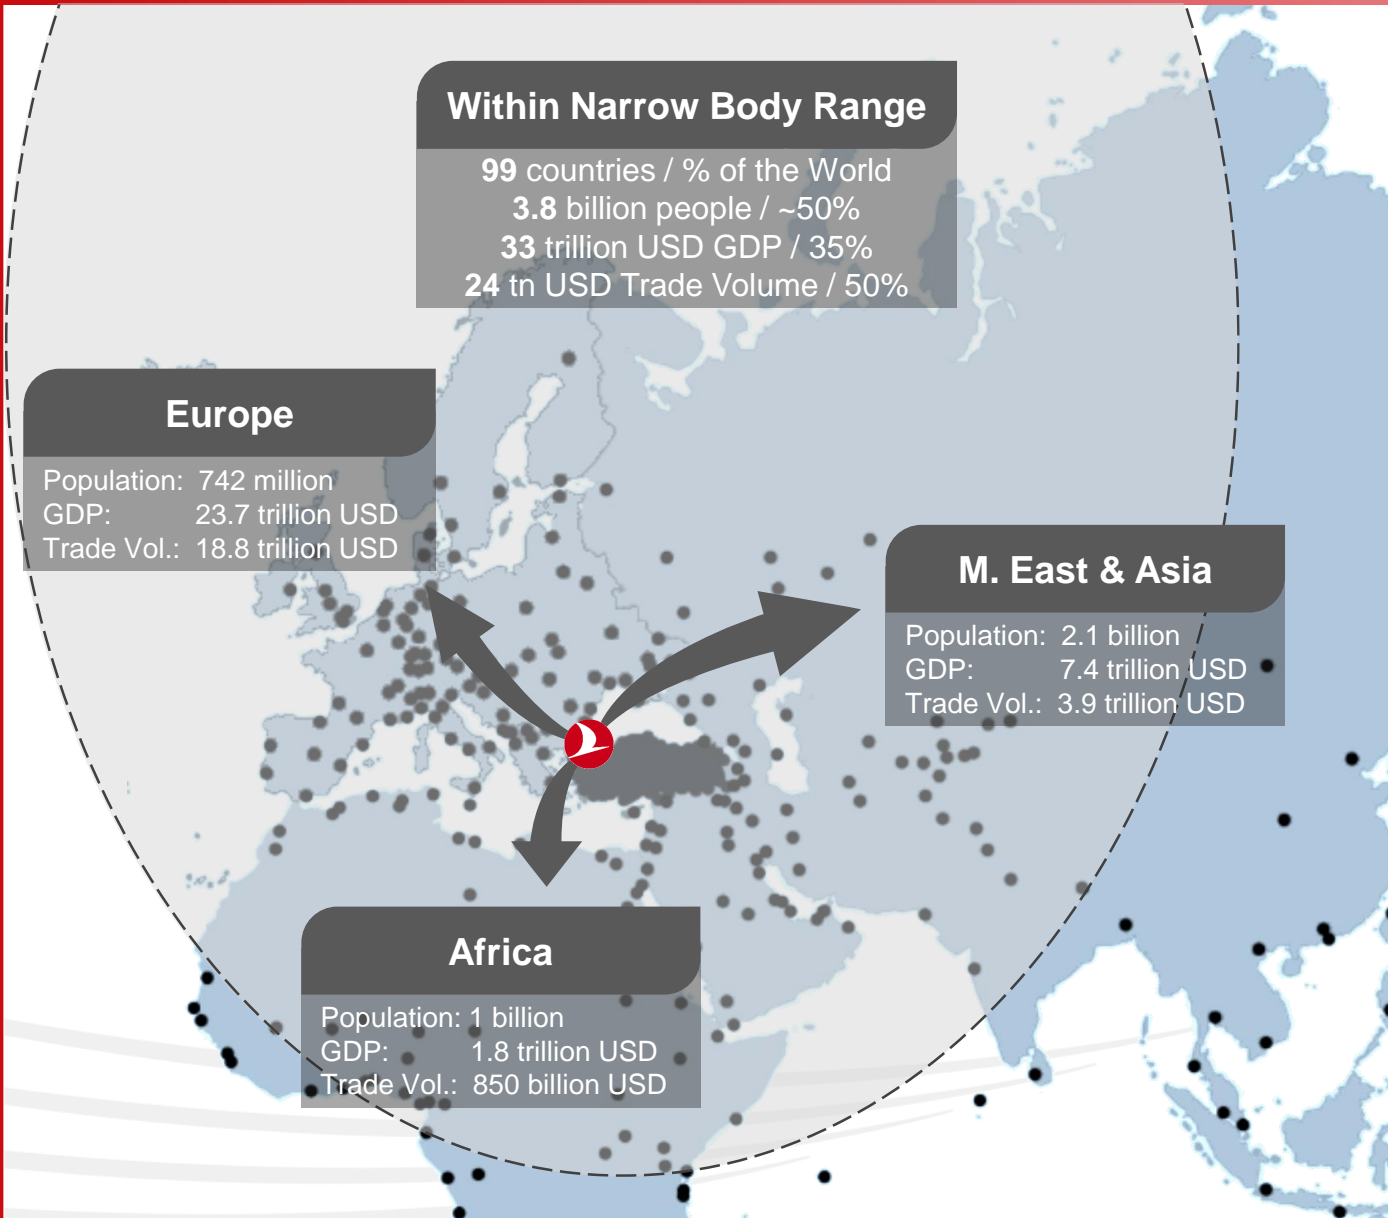 Within Narrow Body Range
99 countries / % of the World
3.8 billion people / ~50%
33 trillion USD GDP / 35%
24 tn USD Trade Volume / 50%
Europe
Population: 742 million
GDP: 23.7 trillion USD
Trade Vol.: 18.8 trillion USD
M. East & Asia
Population: 2.1 billion
GDP: 7.4 trillion USD
Trade Vol.: 3.9 trillion USD
Africa
Population: 1 billion
GDP: 1.8 trillion USD
Trade Vol.: 850 billion USD